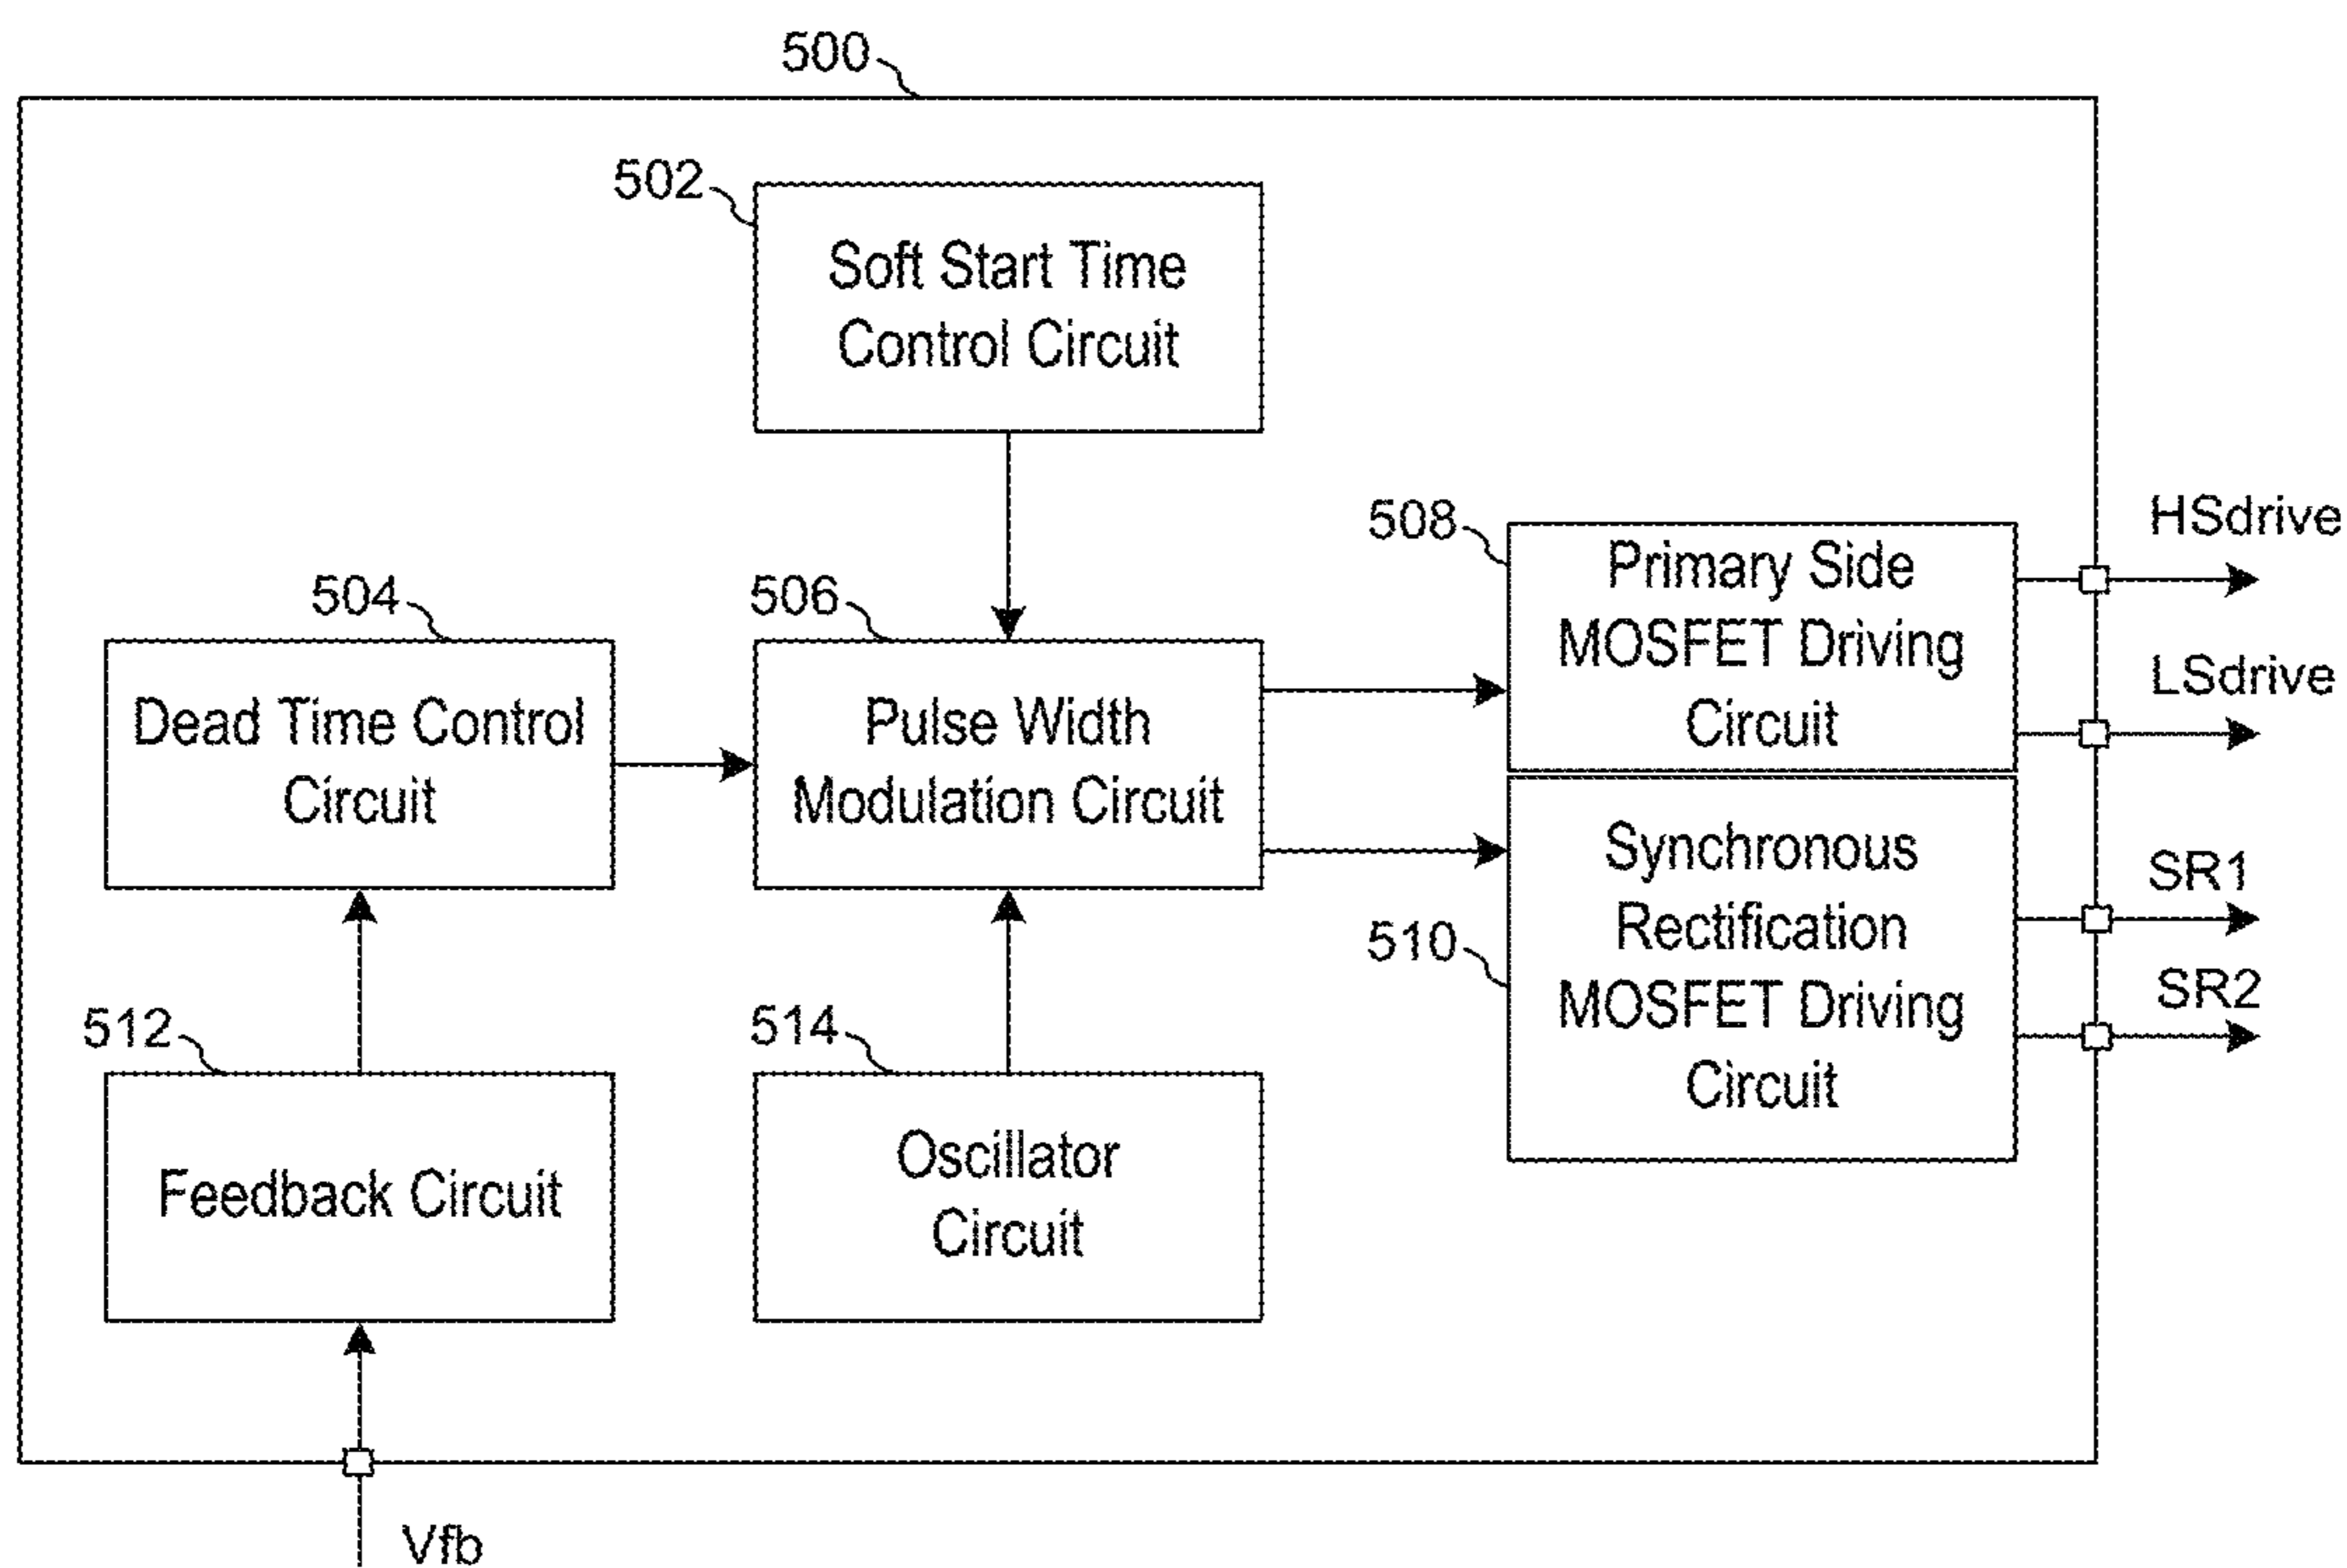 500
502
Soft Start Time
Control Circuit
504
Dead Time Control
Circuit
506
Pulse Width
Modulation Circuit
508
Primary Side
MOSFET Driving
Circuit
HSdrive
LSdrive
510
Synchronous
Rectification
MOSFET Driving
Circuit
SR1
SR2
512
Feedback Circuit
514
Oscillator
Circuit
Vfb